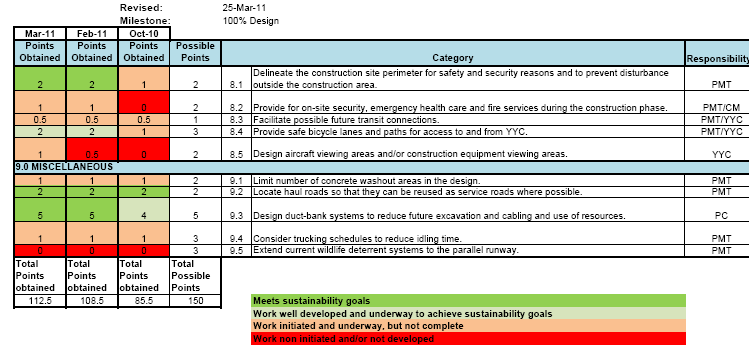 Revised: 25-Mar-11
Milestone: 100% Design
Mar-11 Feb-11 Oct-10
Points Obtained Points Obtained Points Obtained Possible Points Category Responsibility
2 2 1 2 8.1 Delineate the construction site perimeter for safety and security reasons and to prevent disturbance
outside the construction area. PMT
1 1 0 2 8.2 Provide for on-site security, emergency health care and fire services during the construction phase. PMT/CM
0.5 0.5 0.5 1 8.3 Facilitate possible future transit connections. PMT/YYC
2 2 1 3 8.4 Provide safe bicycle lanes and paths for access to and from YYC. PMT/YYC
1 0.5 0 2 8.5 Design aircraft viewing areas and/or construction equipment viewing areas. YYC
9.0 MISCELLANEOUS
1 1 1 2 9.1 Limit number of concrete washout areas in the design. PMT
2 2 2 2 9.2 Locate haul roads so that they can be reused as service roads where possible. PMT
5 5 4 5 9.3 Design duct-bank systems to reduce future excavation and cabling and use of resources. PC
1 1 1 3 9.4 Consider trucking schedules to reduce idling time. PMT
0 0 0 3 9.5 Extend current wildlife deterrent systems to the parallel runway. PMT
Total Total Total Total
Points Points Points Possible
obtained obtained obtained Points
112.5 108.5 85.5 150
Meets sustainability goals
Work well developed and underway to achieve sustainability goals
Work initiated and underway, but not complete
Work non initiated and/or not developed